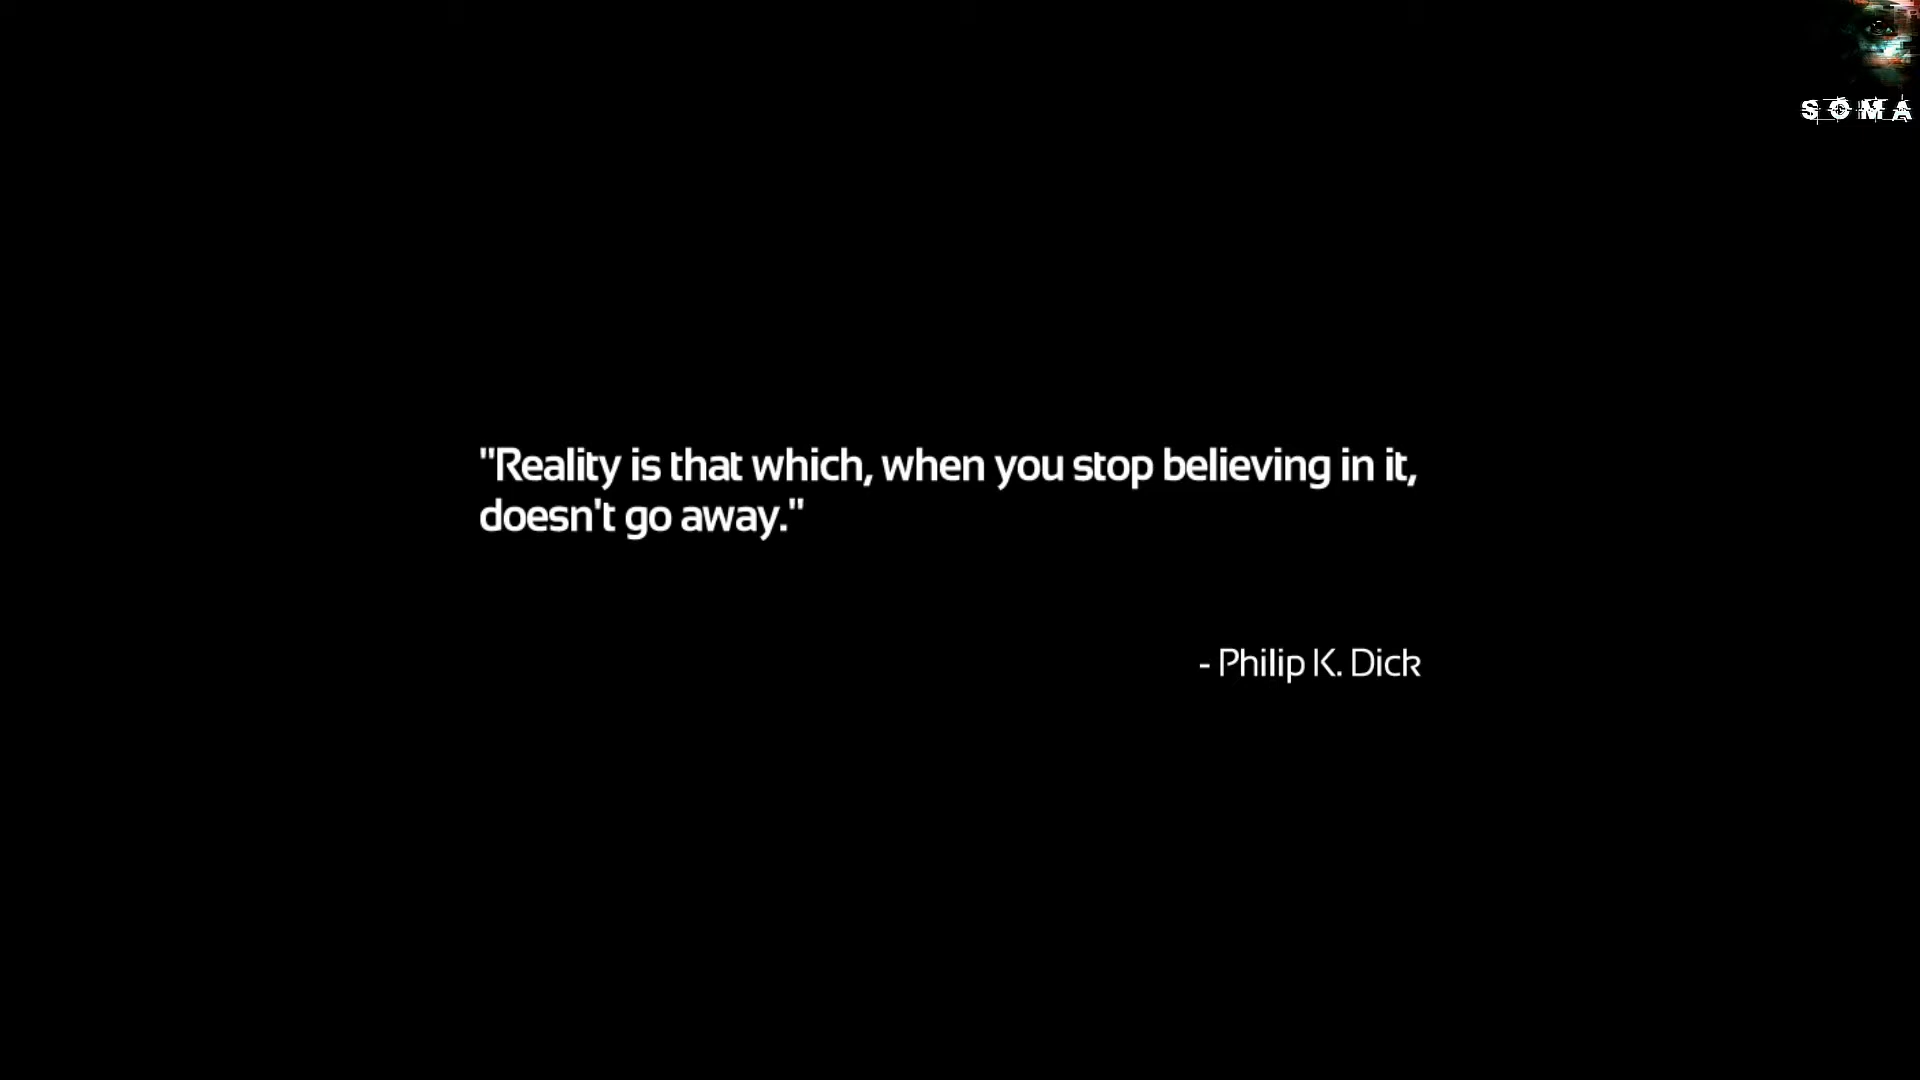 SOMA
"Reality is that which, when you stop believing in it,
doesn't go away."
- Philip K. Dick